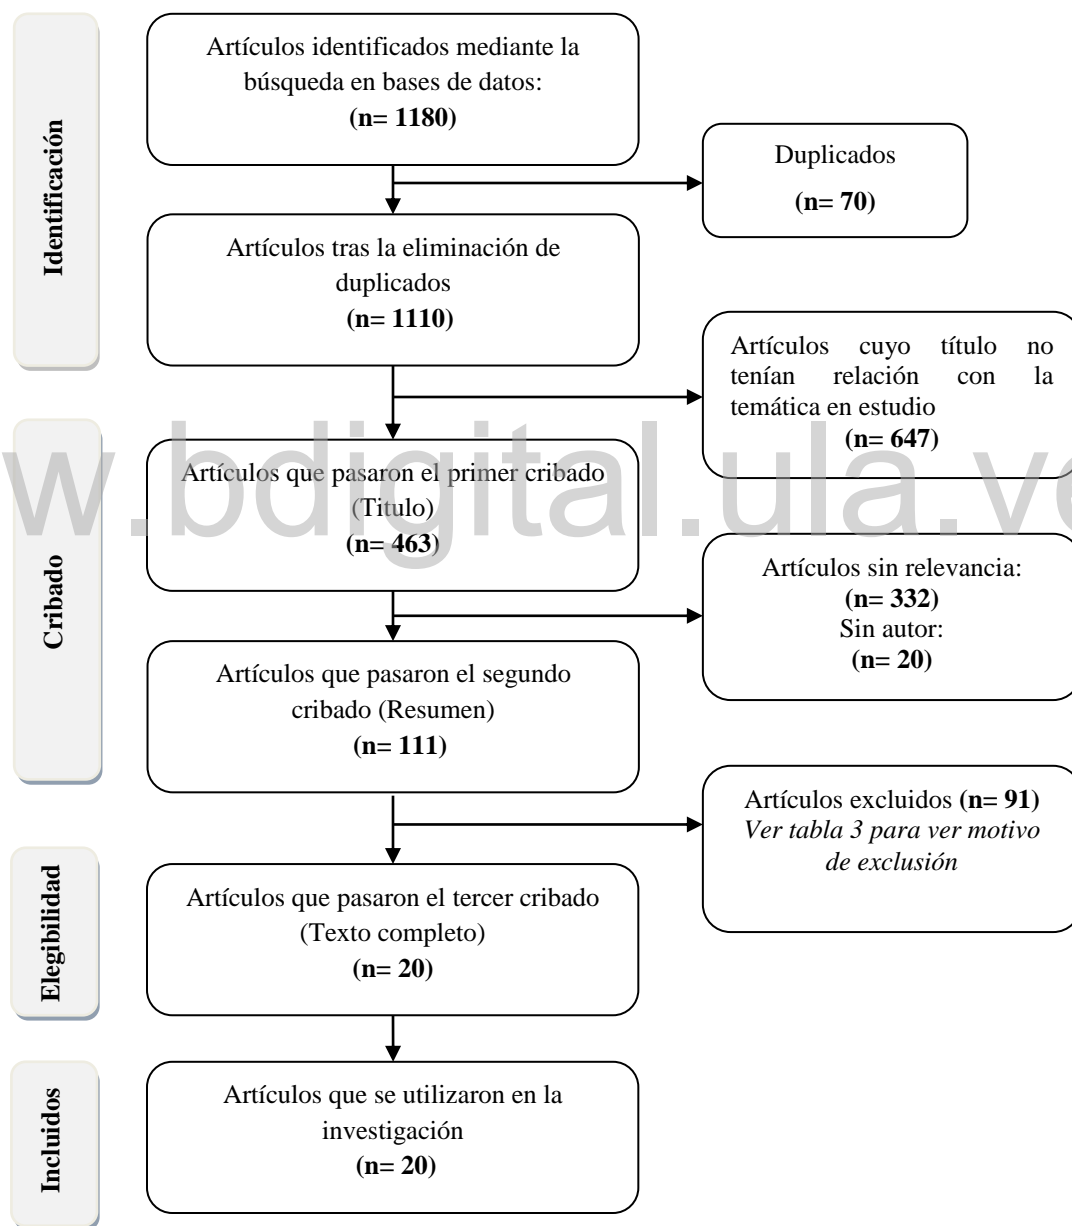 Identificación
Artículos identificados mediante la
búsqueda en bases de datos:
(n= 1180)
Duplicados
(n= 70)
Artículos tras la eliminación de
duplicados
(n= 1110)
Artículos cuyo título no
tenían relación con la
temática en estudio
(n= 647)
Cribado
Artículos que pasaron el primer cribado
(Titulo)
(n= 463)
w.bdigital.ula.ve
Artículos sin relevancia:
(n= 332)
Sin autor:
(n= 20)
Artículos que pasaron el segundo
cribado (Resumen)
(n= 111)
Artículos excluidos (n= 91)
Ver tabla 3 para ver motivo
de exclusión
Elegibilidad
Artículos que pasaron el tercer cribado
(Texto completo)
(n= 20)
Incluidos
Artículos que se utilizaron en la
investigación
(n= 20)